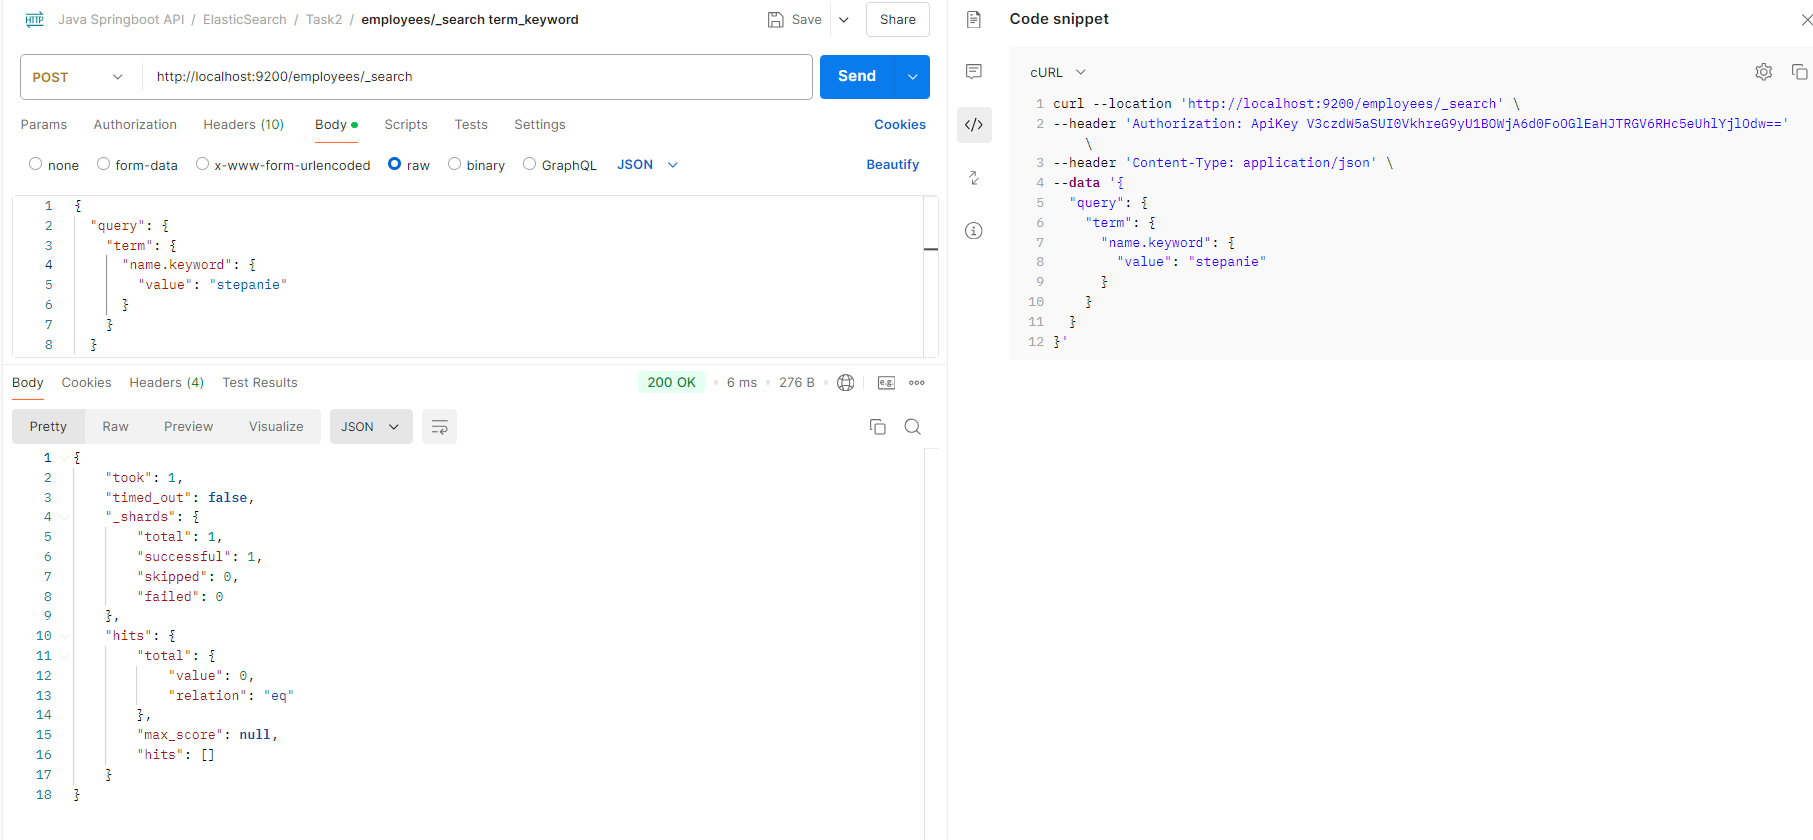 HTTP Java Springboot API / ElasticSearch / Task2 / employees/_search term_keyword
Save
Share
POST http://localhost:9200/employees/_search
Send
Params Authorization Headers (10) Body Scripts Tests Settings Cookies
none form-data x-www-form-urlencoded raw binary GraphQL JSON Beautify
1 {
2 "query": {
3 "term": {
4 "name.keyword": {
5 "value": "stepanie"
6 }
7 }
8 }
Body Cookies Headers (4) Test Results 200 OK 6 ms 276 B e.g.
Pretty Raw Preview Visualize JSON
1 {
2 "took": 1,
3 "timed_out": false,
4 "_shards": {
5 "total": 1,
6 "successful": 1,
7 "skipped": 0,
8 "failed": 0
9 },
10 "hits": {
11 "total": {
12 "value": 0,
13 "relation": "eq"
14 },
15 "max_score": null,
16 "hits": []
17 }
18 }
Code snippet
cURL
1 curl --location 'http://localhost:9200/employees/_search' \
2 --header 'Authorization: ApiKey V3czdW5aSUI0VkhreG9yU1BOWjA6d0FoOGlEaHJTRGV6RHc5eUhlYjlOdw=='
\
3 --header 'Content-Type: application/json' \
4 --data '{
5 "query": {
6 "term": {
7 "name.keyword": {
8 "value": "stepanie"
9 }
10 }
11 }
12 }'